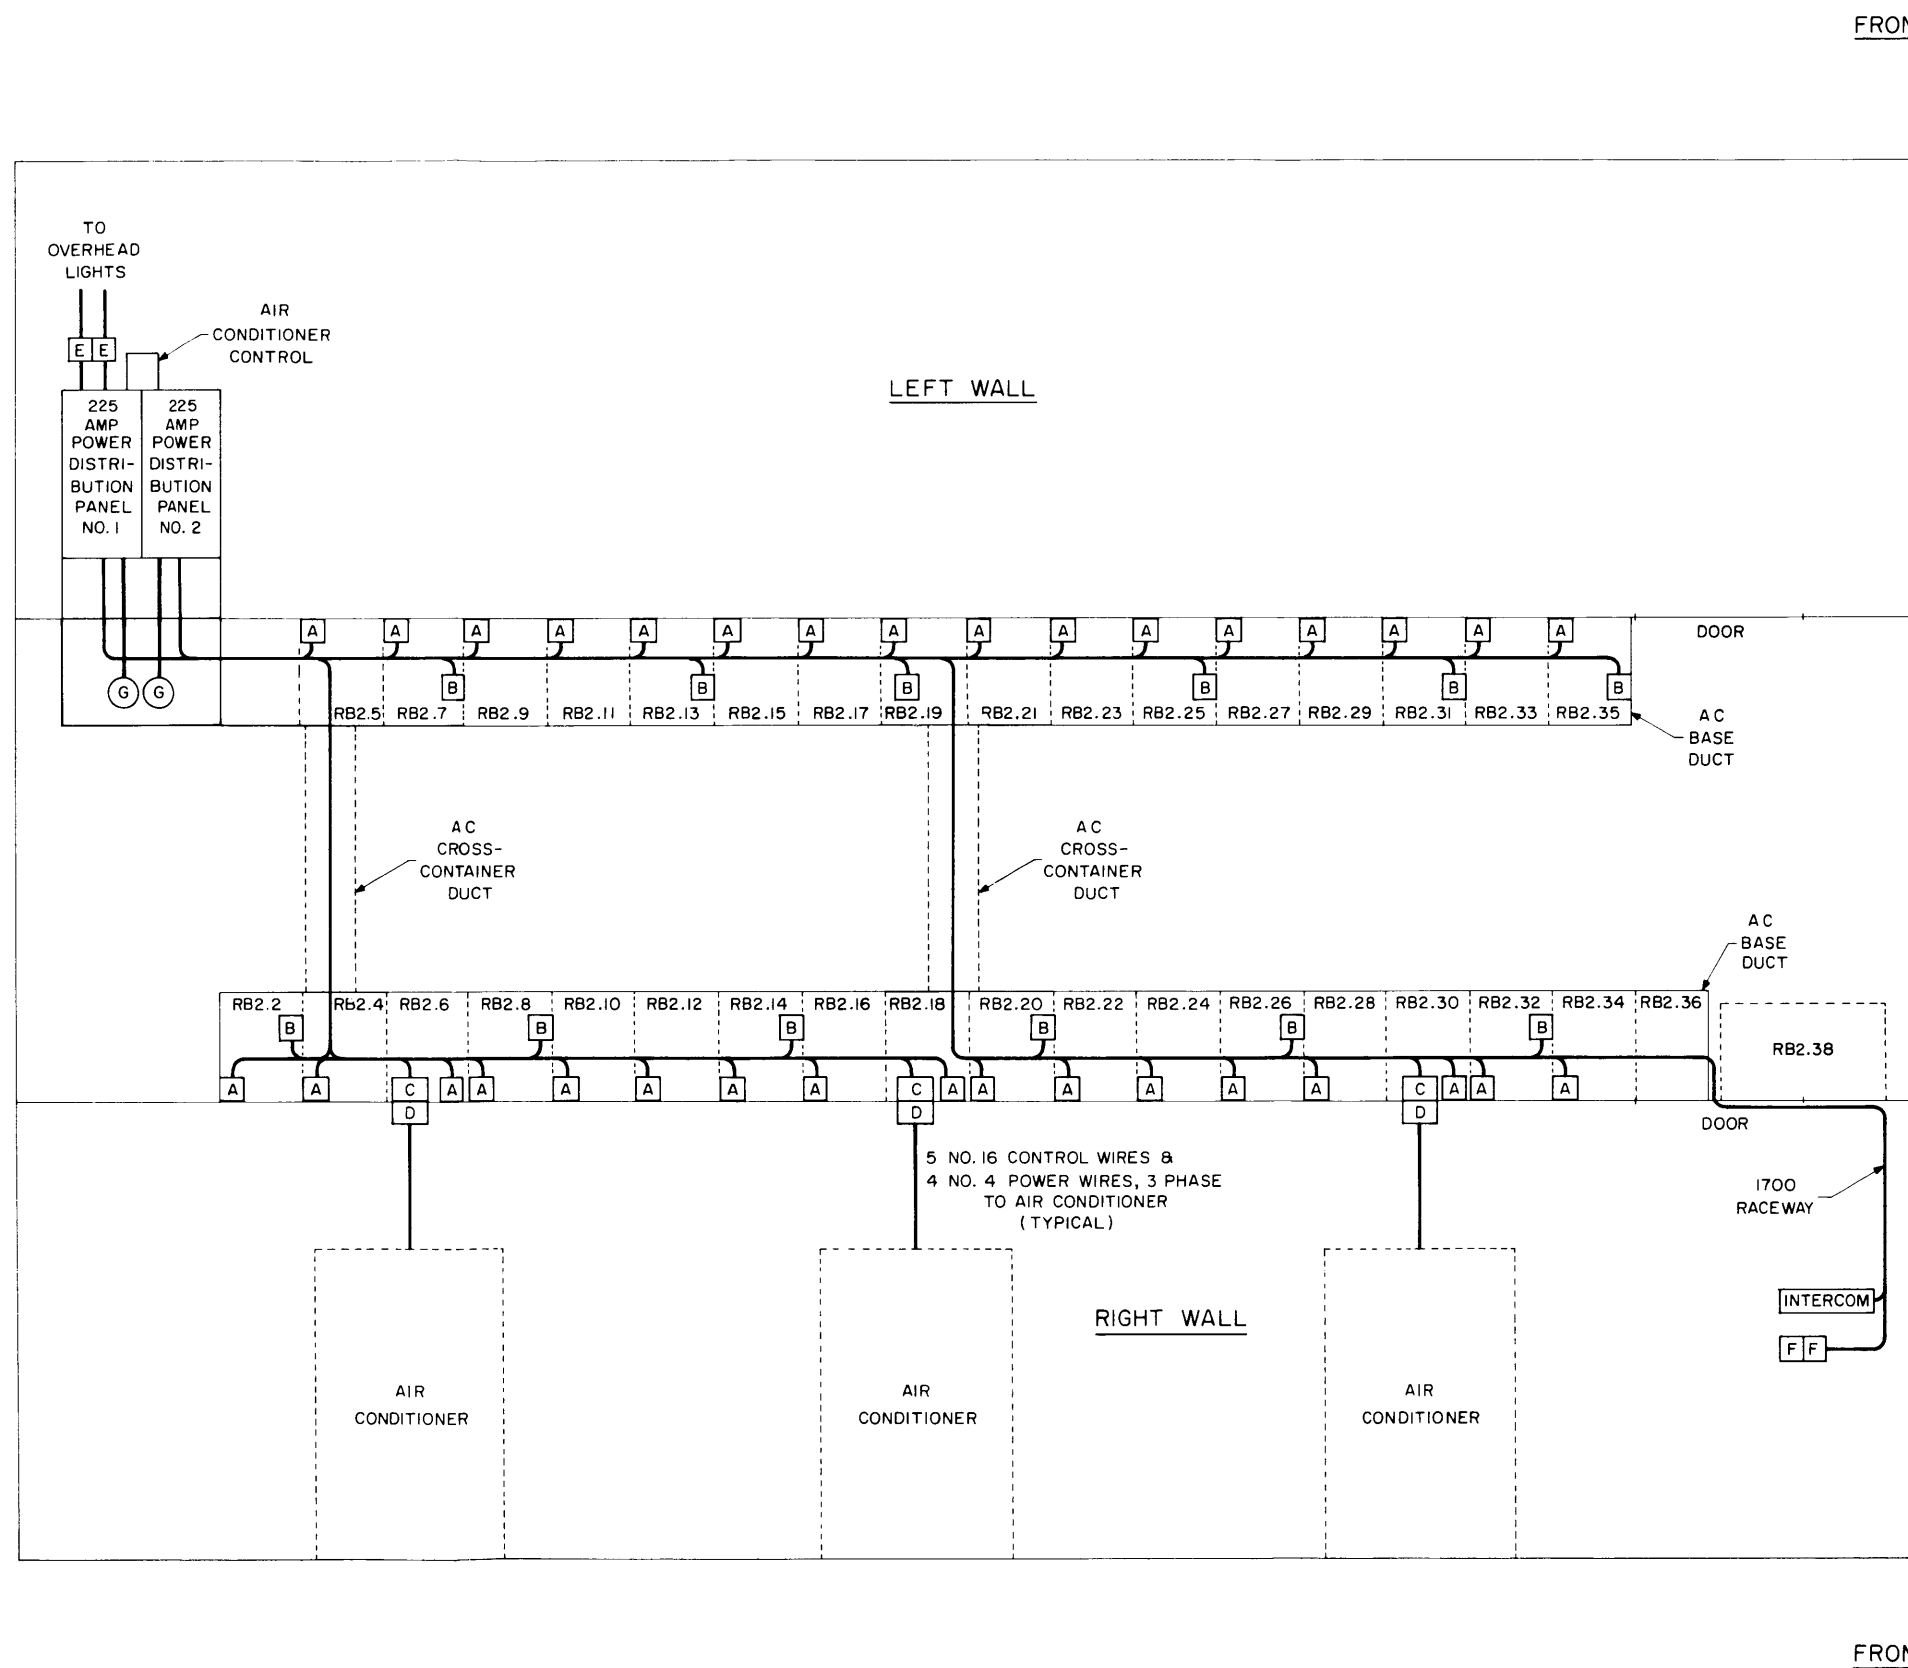 FRON
TO
OVERHEAD
LIGHTS
AIR
CONDITIONER
CONTROL
E E
LEFT WALL
225
AMP
POWER
DISTRI-
BUTION
PANEL
NO. 1
225
AMP
POWER
DISTRI-
BUTION
PANEL
NO. 2
A A A A A A A A A A A A A A A A
DOOR
G G
B B B B B B
RB2.5 RB2.7 RB2.9 RB2.11 RB2.13 RB2.15 RB2.17 RB2.19 RB2.21 RB2.23 RB2.25 RB2.27 RB2.29 RB2.31 RB2.33 RB2.35
AC
BASE
DUCT
AC
CROSS-
CONTAINER
DUCT
AC
CROSS-
CONTAINER
DUCT
AC
BASE
DUCT
RB2.2 RB2.4 RB2.6 RB2.8 RB2.10 RB2.12 RB2.14 RB2.16 RB2.18 RB2.20 RB2.22 RB2.24 RB2.26 RB2.28 RB2.30 RB2.32 RB2.34 RB2.36
B B B B B B
RB2.38
A A C A A A A A A C A A A A A A C A A A
D D D
DOOR
5 NO. 16 CONTROL WIRES &
4 NO. 4 POWER WIRES, 3 PHASE
TO AIR CONDITIONER
(TYPICAL)
1700
RACEWAY
INTERCOM
RIGHT WALL
F F
AIR
CONDITIONER
AIR
CONDITIONER
AIR
CONDITIONER
FRON